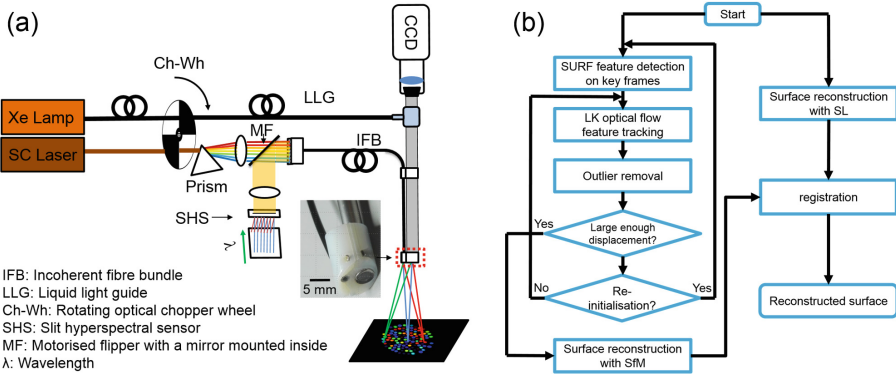 (a)
CCD
Ch-Wh
LLG
Xe Lamp
MF
IFB
SC Laser
Prism
SHS
λ
5 mm
IFB: Incoherent fibre bundle
LLG: Liquid light guide
Ch-Wh: Rotating optical chopper wheel
SHS: Slit hyperspectral sensor
MF: Motorised flipper with a mirror mounted inside
λ: Wavelength
(b)
Start
SURF feature detection
on key frames
LK optical flow
feature tracking
Outlier removal
Yes
Large enough
displacement?
No
Re-
initialisation?
Yes
Surface reconstruction
with SfM
Surface reconstruction
with SL
registration
Reconstructed surface